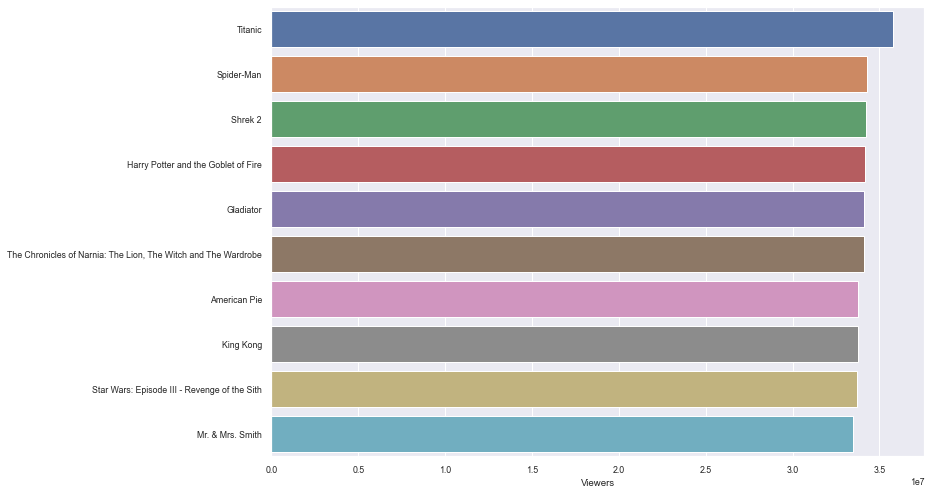 Titanic
Spider-Man
Shrek 2
Harry Potter and the Goblet of Fire
Gladiator
The Chronicles of Narnia: The Lion, The Witch and The Wardrobe
American Pie
King Kong
Star Wars: Episode III - Revenge of the Sith
Mr. & Mrs. Smith
0.0 0.5 1.0 1.5 2.0 2.5 3.0 3.5
Viewers
1e7